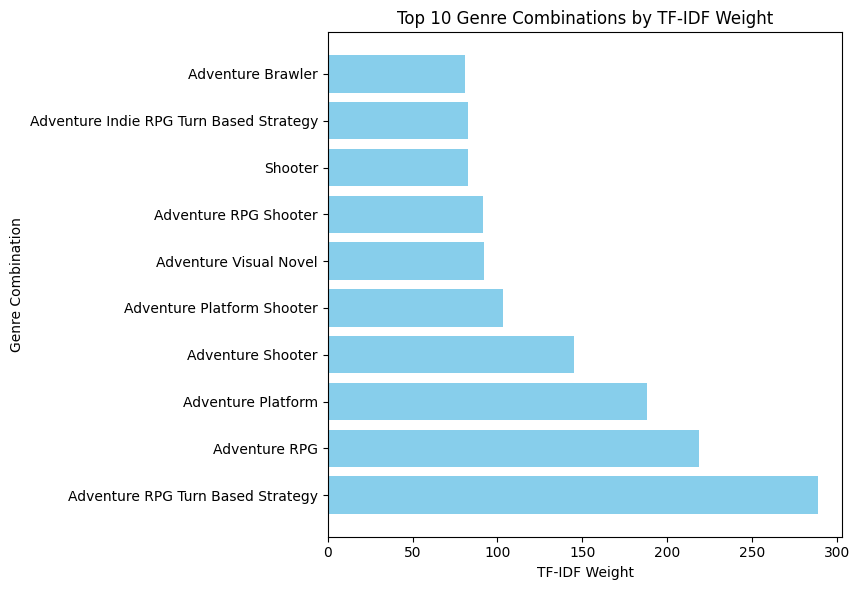 Top 10 Genre Combinations by TF-IDF Weight
Genre Combination
Adventure Brawler
Adventure Indie RPG Turn Based Strategy
Shooter
Adventure RPG Shooter
Adventure Visual Novel
Adventure Platform Shooter
Adventure Shooter
Adventure Platform
Adventure RPG
Adventure RPG Turn Based Strategy
0 50 100 150 200 250 300
TF-IDF Weight